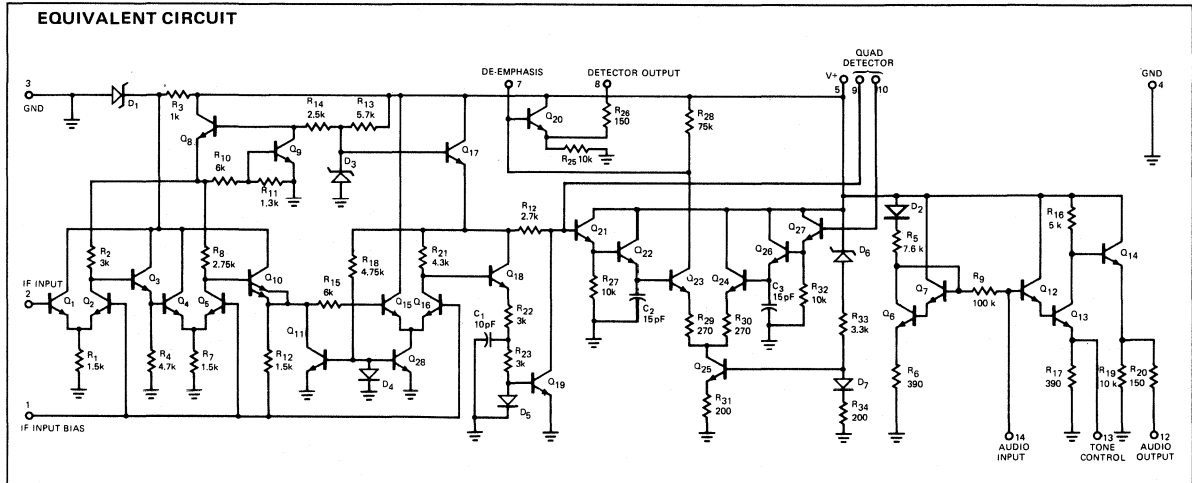 EQUIVALENT CIRCUIT
3
GND
D1
R3
1k
Q8
R14
2.5k
R13
5.7k
Q9
D3
Q17
R10
6k
R11
1.3k
DE-EMPHASIS
7
DETECTOR OUTPUT
8
Q20
R26
150
R25 10k
R28
75k
V+
5
QUAD
DETECTOR
9
10
GND
4
R2
3k
Q3
R8
2.75k
Q10
IF INPUT
2
Q1
Q2
Q4
Q5
R1
1.5k
R4
4.7k
R7
1.5k
R12
1.5k
Q11
R15
6k
R18
4.75k
Q15
R21
4.3k
Q16
Q18
D4
Q28
C1
10pF
R22
3k
R23
3k
D5
Q19
1
IF INPUT BIAS
R12
2.7k
Q21
Q22
R27
10k
C2
15pF
Q23
Q24
C3
15pF
Q26
Q27
R32
10k
R29
270
R30
270
Q25
R31
200
D6
R33
3.3k
D7
R34
200
D2
R5
7.6 k
Q7
Q6
R6
390
R9
100 k
Q12
Q13
R16
5 k
Q14
R17
390
R19
10 k
R20
150
14
AUDIO
INPUT
13
TONE
CONTROL
12
AUDIO
OUTPUT